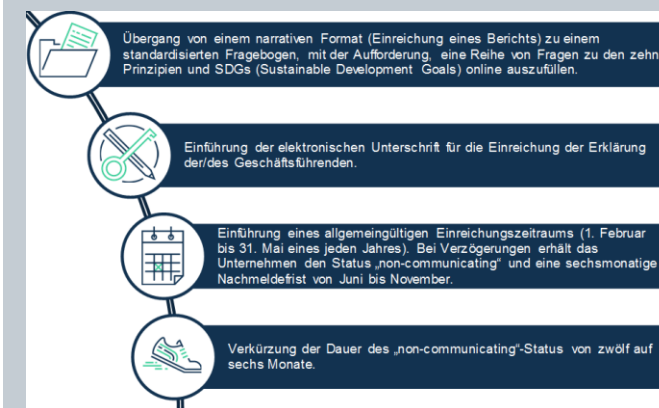 Übergang von einem narrativen Format (Einreichung eines Berichts) zu einem
standardisierten Fragebogen, mit der Aufforderung, eine Reihe von Fragen zu den zehn
Prinzipien und SDGs (Sustainable Development Goals) online auszufüllen.
Einführung der elektronischen Unterschrift für die Einreichung der Erklärung
der/des Geschäftsführenden.
Einführung eines allgemeingültigen Einreichungszeitraums (1. Februar
bis 31. Mai eines jeden Jahres). Bei Verzögerungen erhält das
Unternehmen den Status „non-communicating“ und eine sechsmonatige
Nachmeldefrist von Juni bis November.
Verkürzung der Dauer des „non-communicating“-Status von zwölf auf
sechs Monate.